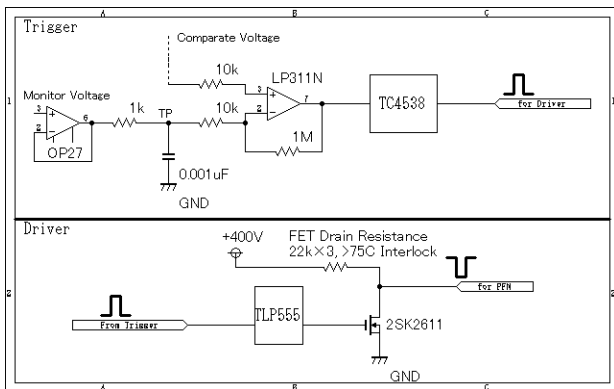 A B C
Trigger
Comparate Voltage
10k
LP311N
3
7
2
Monitor Voltage
3
6
2
1k
TP
10k
1M
TC4538
for Driver
OP27
0.001uF
GND
1 1
Driver
+400V
FET Drain Resistance
22k×3, >75C Interlock
for PFN
2 2
TLP555
2SK2611
From Trigger
GND
A B C